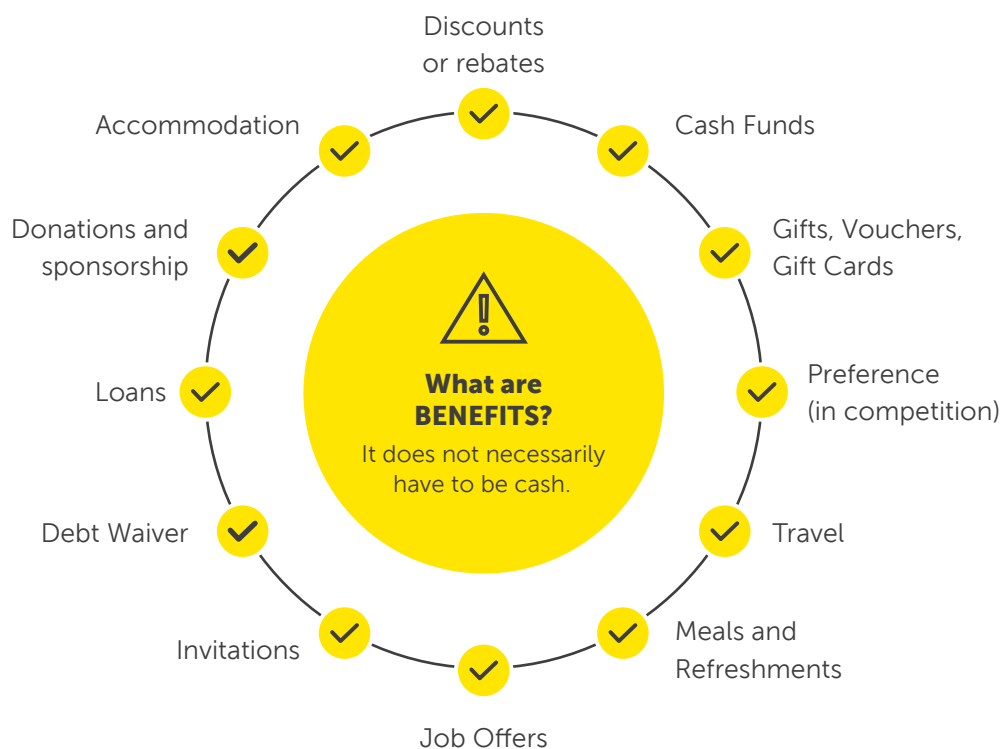 Discounts
or rebates
Cash Funds
Gifts, Vouchers,
Gift Cards
Preference
(in competition)
Travel
Meals and
Refreshments
Job Offers
Invitations
Debt Waiver
Loans
Donations and
sponsorship
Accommodation
What are
BENEFITS?
It does not necessarily
have to be cash.